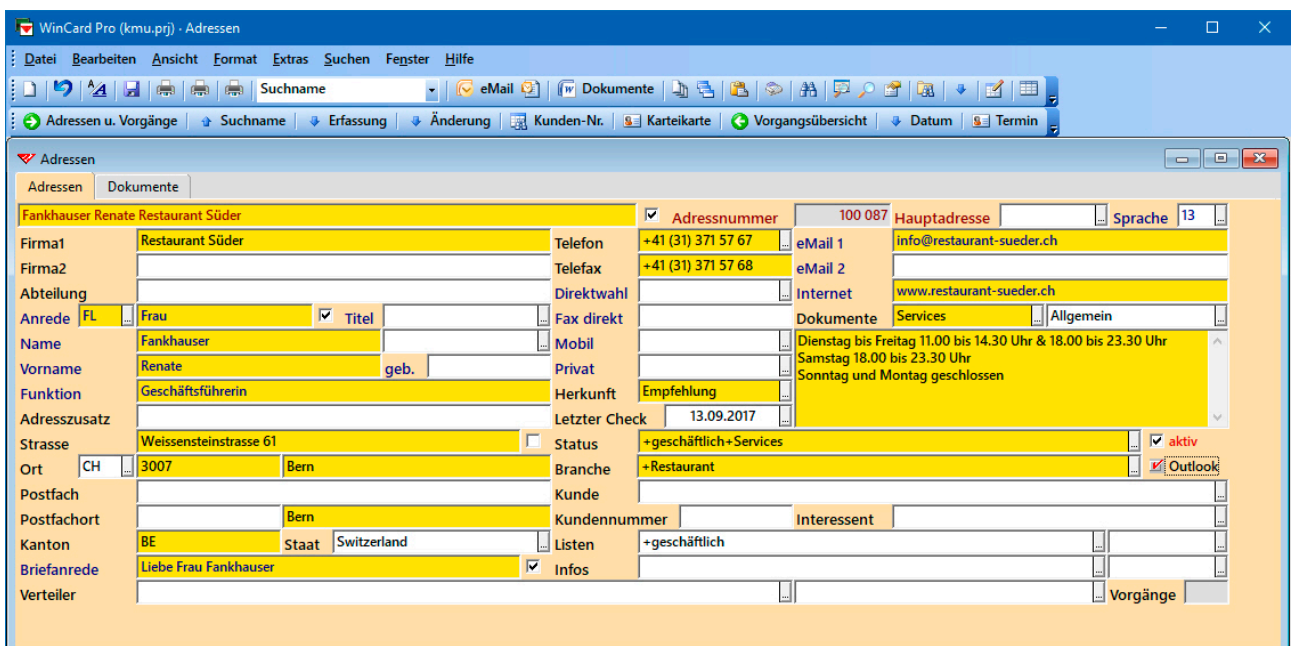 WinCard Pro (kmu.prj) - Adressen
Datei Bearbeiten Ansicht Format Extras Suchen Fenster Hilfe
Suchname eMail Dokumente
Adressen u. Vorgänge Suchname Erfassung Änderung Kunden-Nr. Karteikarte Vorgangsübersicht Datum Termin
Adressen
Adressen Dokumente
Fankhauser Renate Restaurant Süder Adressnummer 100 087 Hauptadresse Sprache 13
Firma1 Restaurant Süder Telefon +41 (31) 371 57 67 eMail 1 info@restaurant-sueder.ch
Firma2 Telefax +41 (31) 371 57 68 eMail 2
Abteilung Direktwahl Internet www.restaurant-sueder.ch
Anrede FL Frau Titel Fax direkt Dokumente Services Allgemein
Name Fankhauser Mobil Dienstag bis Freitag 11.00 bis 14.30 Uhr & 18.00 bis 23.30 Uhr
Samstag 18.00 bis 23.30 Uhr
Vorname Renate geb. Privat Sonntag und Montag geschlossen
Funktion Geschäftsführerin Herkunft Empfehlung
Adresszusatz Letzter Check 13.09.2017
Strasse Weissensteinstrasse 61 Status +geschäftlich+Services aktiv
Ort CH 3007 Bern Branche +Restaurant Outlook
Postfach Kunde
Postfachort Bern Kundennummer Interessent
Kanton BE Staat Switzerland Listen +geschäftlich
Briefanrede Liebe Frau Fankhauser Infos
Verteiler Vorgänge